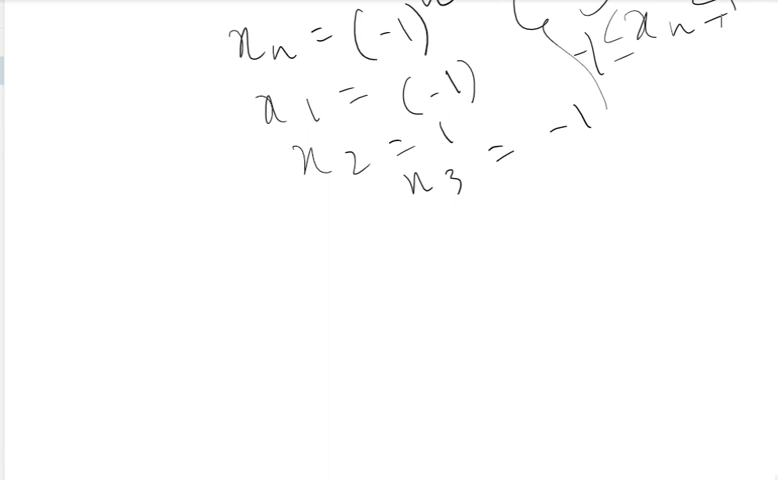 xₙ = (-1)ⁿ
-1 ≤ xₙ
x₁ = (-1)
x₂ = 1
x₃ = -1